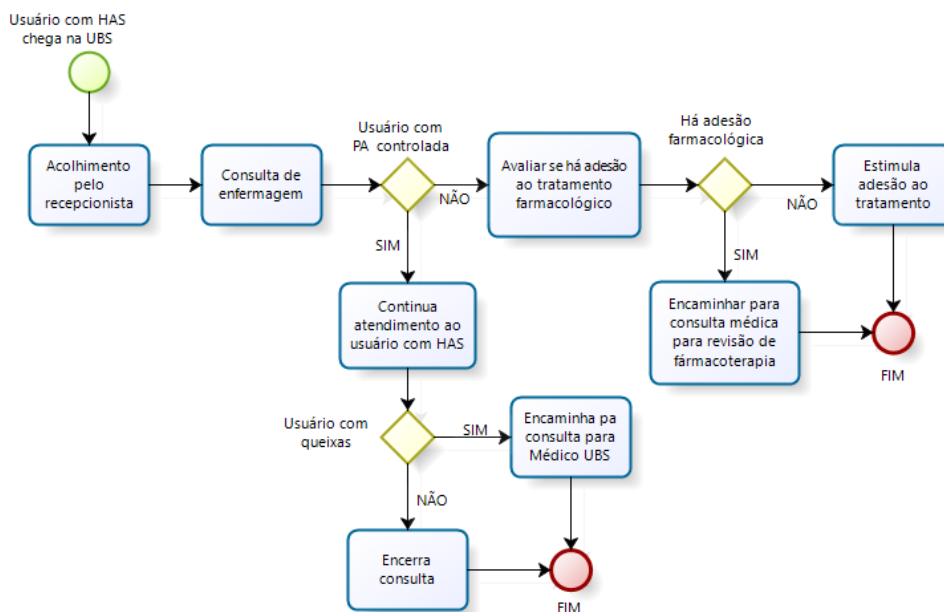 Usuário com HAS
chega na UBS
Acolhimento
pelo
recepcionista
Consulta de
enfermagem
Usuário com
PA controlada
NÃO
SIM
Avaliar se há adesão
ao tratamento
farmacológico
Há adesão
farmacológica
NÃO
SIM
Estimula
adesão ao
tratamento
Continua
atendimento ao
usuário com HAS
Encaminhar para
consulta médica
para revisão de
fármacoterapia
FIM
Usuário com
queixas
SIM
NÃO
Encaminha pa
consulta para
Médico UBS
Encerra
consulta
FIM